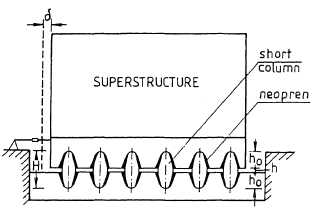 δ
SUPERSTRUCTURE
short
column
neopren
H
h₀
h
h₀